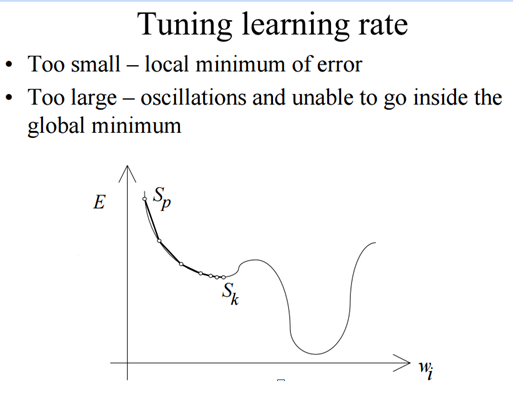 Tuning learning rate
• Too small – local minimum of error
• Too large – oscillations and unable to go inside the
global minimum
E
Sp
Sk
wi